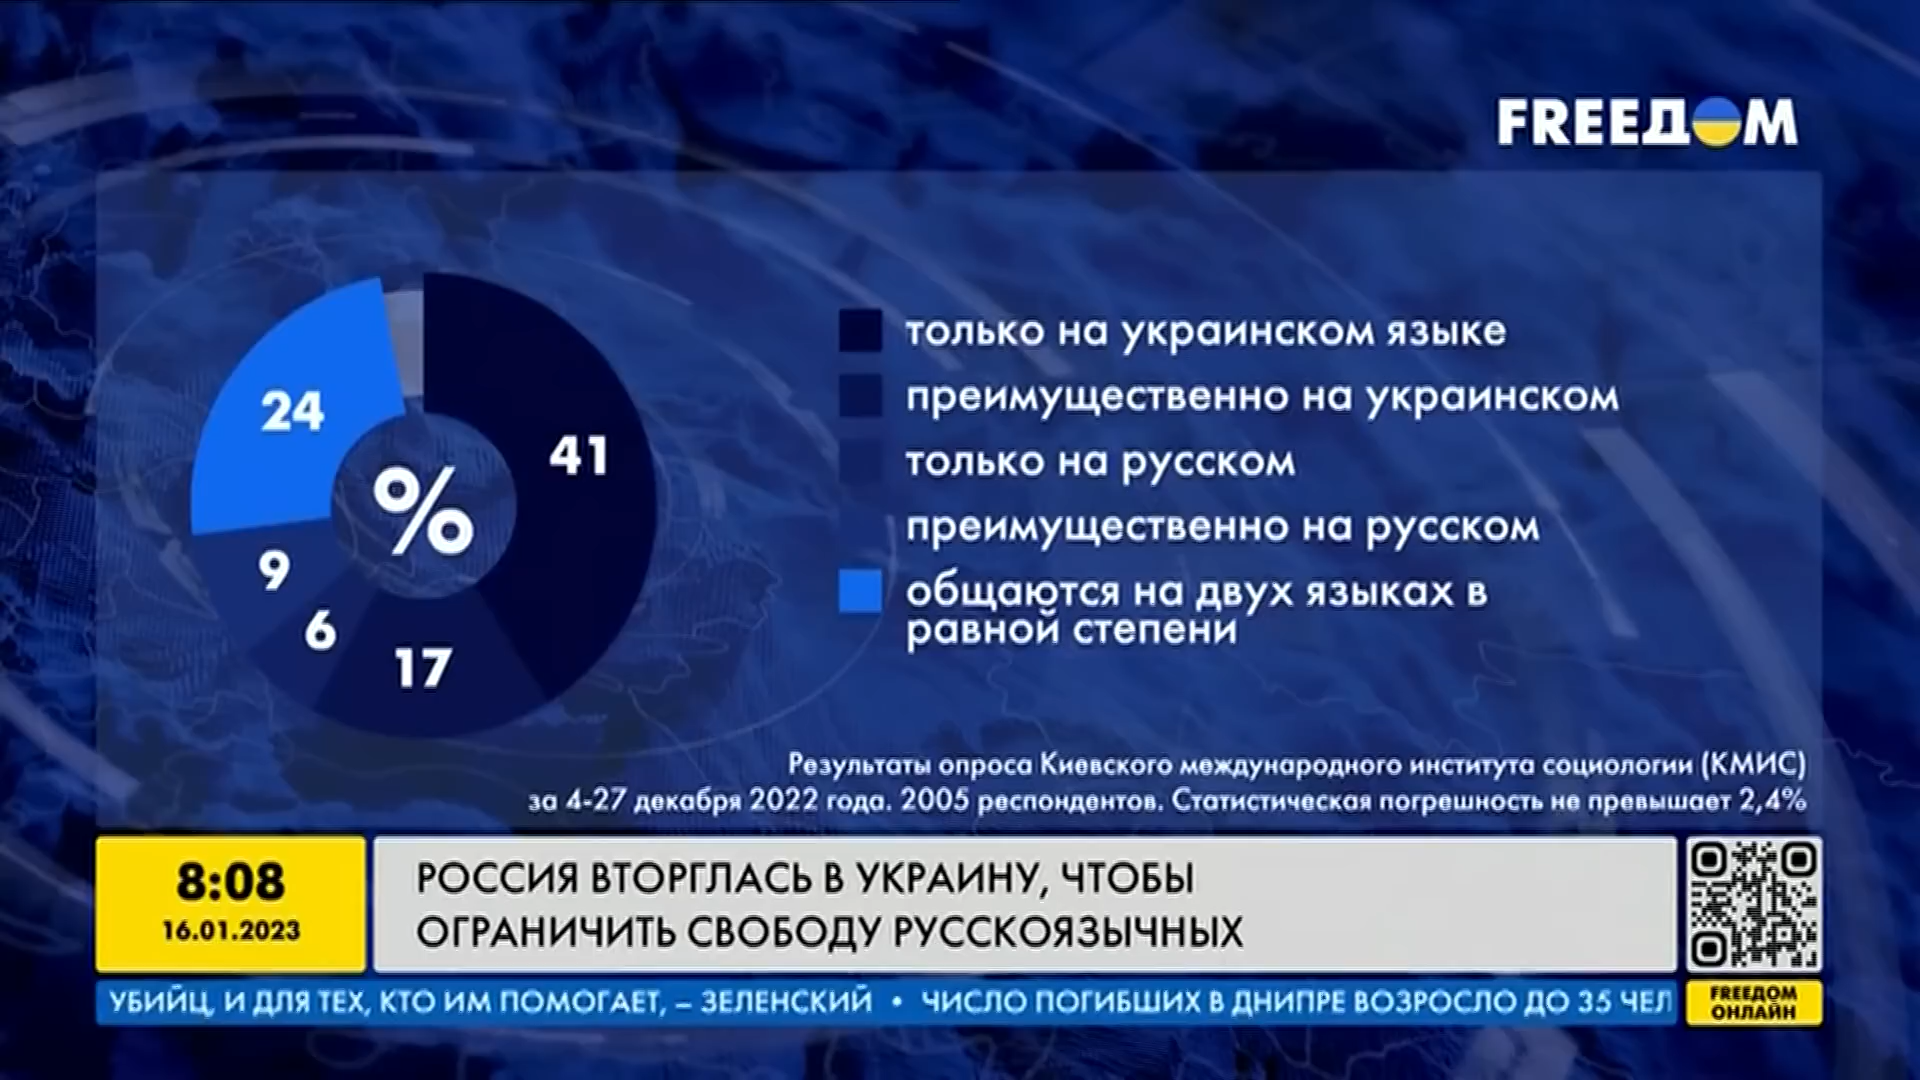 FREEДOM
только на украинском языке
преимущественно на украинском
только на русском
преимущественно на русском
общаются на двух языках в
равной степени
24
41
%
9
6
17
Результаты опроса Киевского международного института социологии (КМИС)
за 4-27 декабря 2022 года. 2005 респондентов. Статистическая погрешность не превышает 2,4%
8:08
16.01.2023
РОССИЯ ВТОРГЛАСЬ В УКРАИНУ, ЧТОБЫ
ОГРАНИЧИТЬ СВОБОДУ РУССКОЯЗЫЧНЫХ
УБИЙЦ, И ДЛЯ ТЕХ, КТО ИМ ПОМОГАЕТ, – ЗЕЛЕНСКИЙ • ЧИСЛО ПОГИБШИХ В ДНИПРЕ ВОЗРОСЛО ДО 35 ЧЕЛ
FREEДOM
ОНЛАЙН